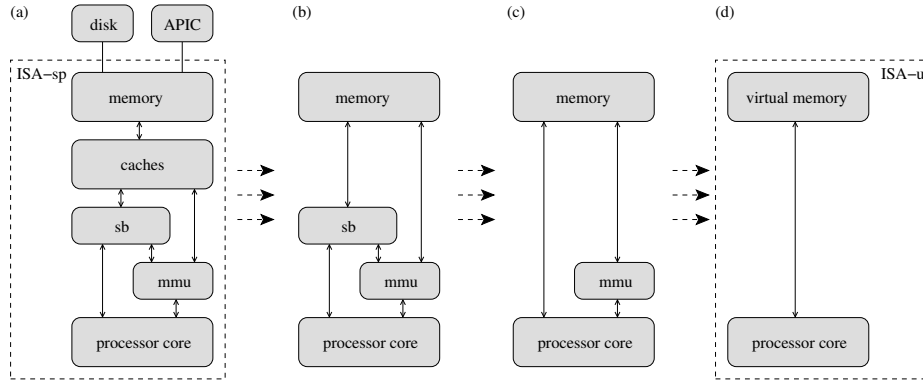 (a) (b) (c) (d)
disk APIC
ISA−sp ISA−u
memory memory memory virtual memory
caches
sb sb
mmu mmu mmu
processor core processor core processor core processor core